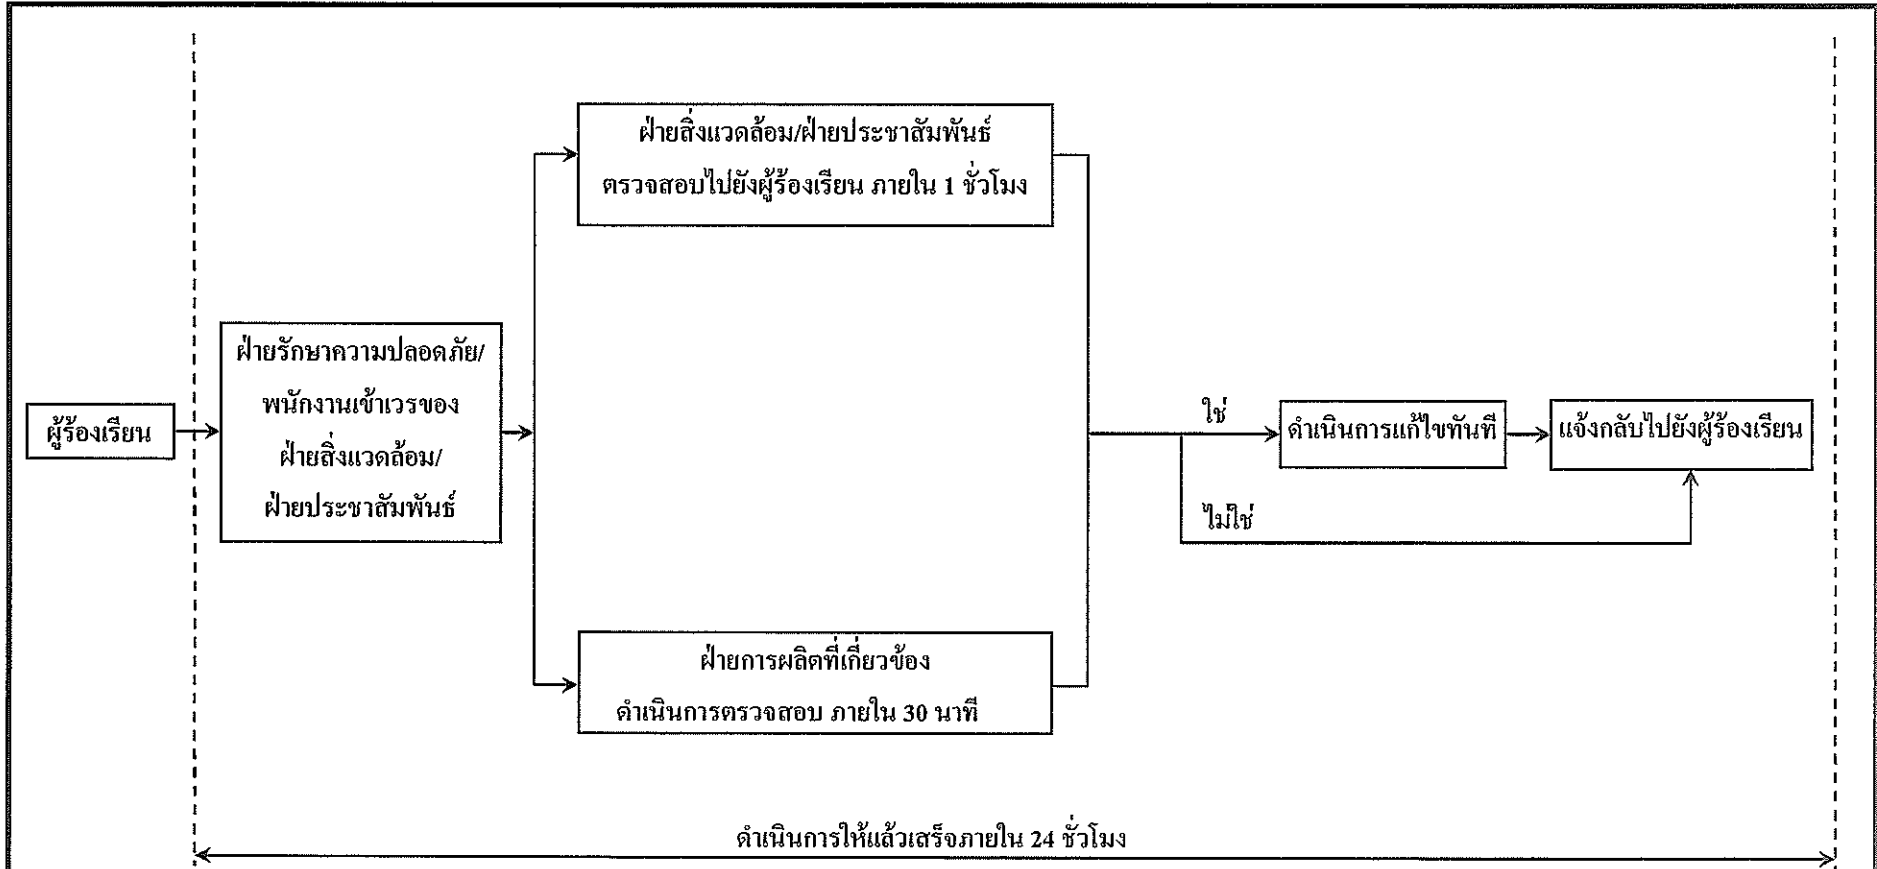 ฝ่ายสิ่งแวดล้อม/ฝ่ายประชาสัมพันธ์
ตรวจสอบไปยังผู้ร้องเรียน ภายใน 1 ชั่วโมง
ผู้ร้องเรียน
ฝ่ายรักษาความปลอดภัย/
พนักงานเข้าเวรของ
ฝ่ายสิ่งแวดล้อม/
ฝ่ายประชาสัมพันธ์
ใช่
ดำเนินการแก้ไขทันที
แจ้งกลับไปยังผู้ร้องเรียน
ไม่ใช่
ฝ่ายการผลิตที่เกี่ยวข้อง
ดำเนินการตรวจสอบ ภายใน 30 นาที
ดำเนินการให้แล้วเสร็จภายใน 24 ชั่วโมง